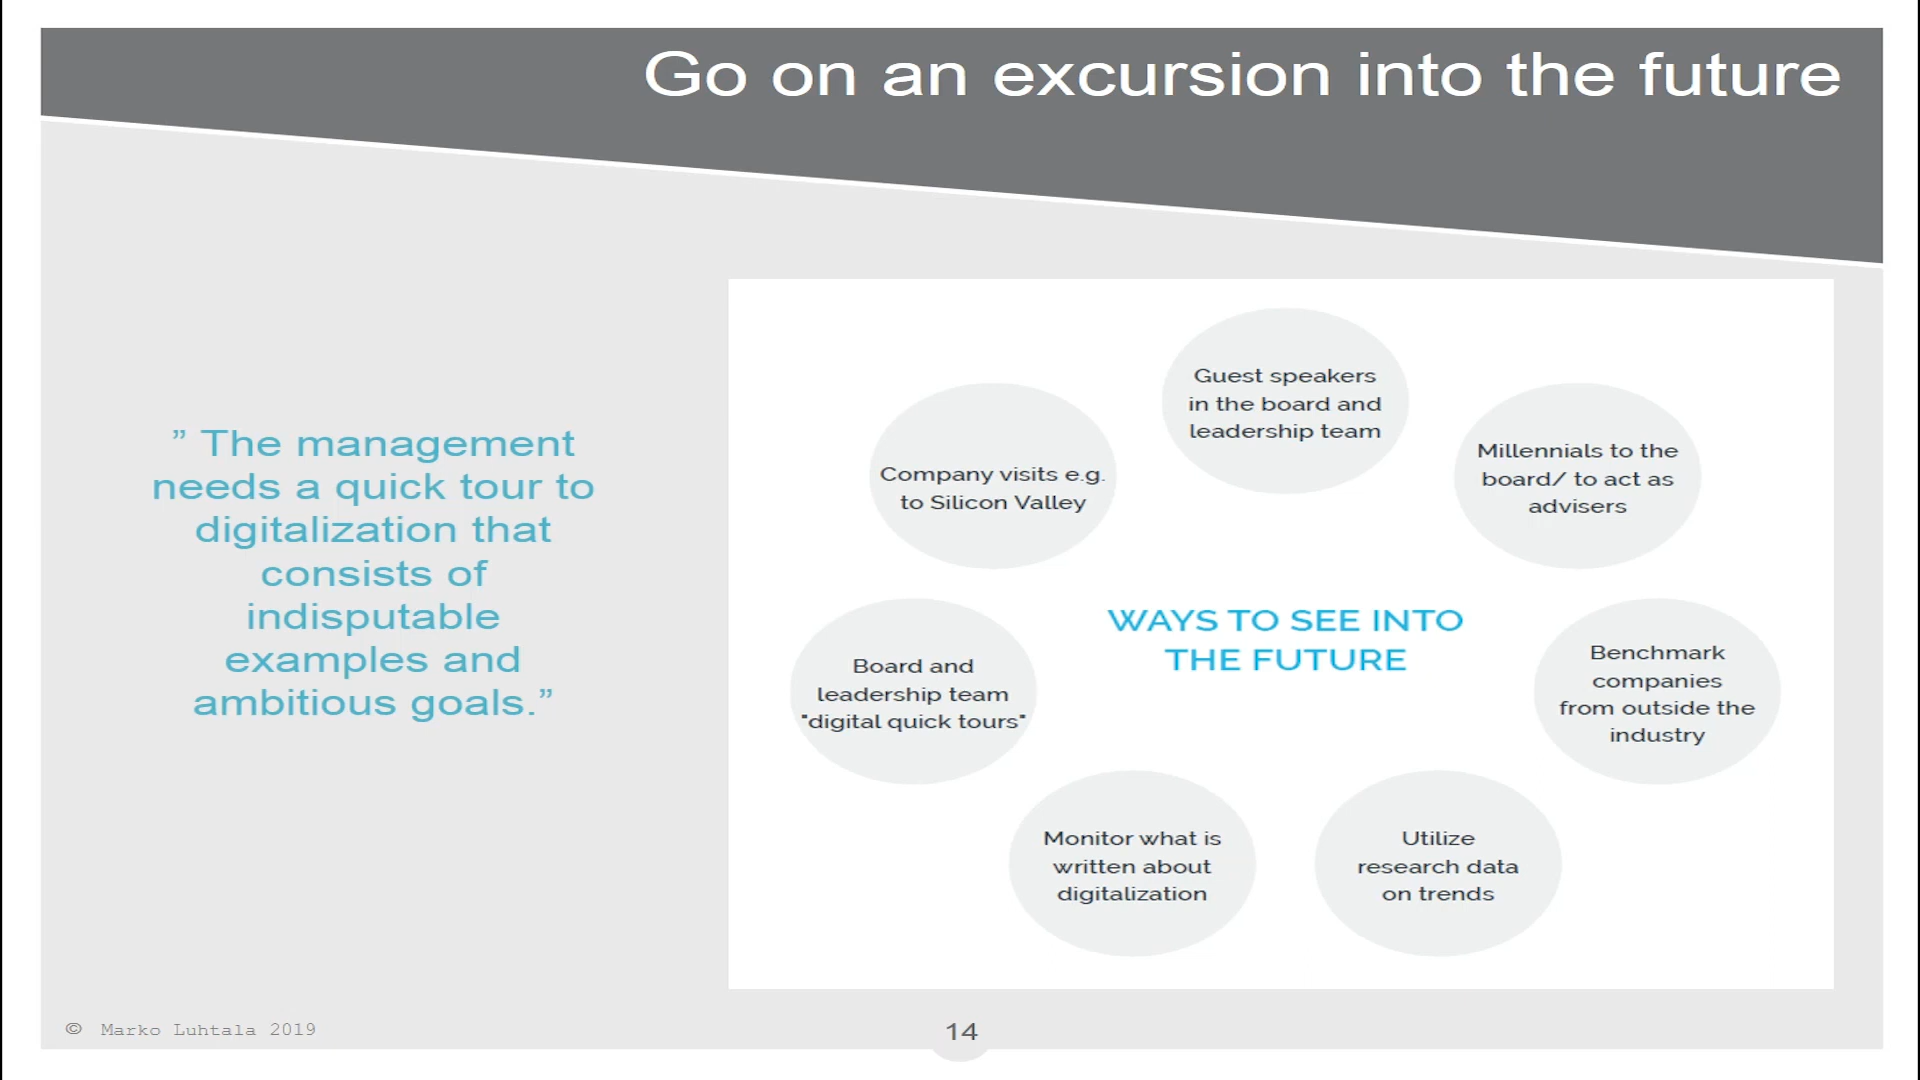 Go on an excursion into the future
” The management
needs a quick tour to
digitalization that
consists of
indisputable
examples and
ambitious goals.”
Guest speakers
in the board and
leadership team
Company visits e.g.
to Silicon Valley
Millennials to the
board/ to act as
advisers
WAYS TO SEE INTO
THE FUTURE
Board and
leadership team
"digital quick tours"
Benchmark
companies
from outside the
industry
Monitor what is
written about
digitalization
Utilize
research data
on trends
© Marko Luhtala 2019
14